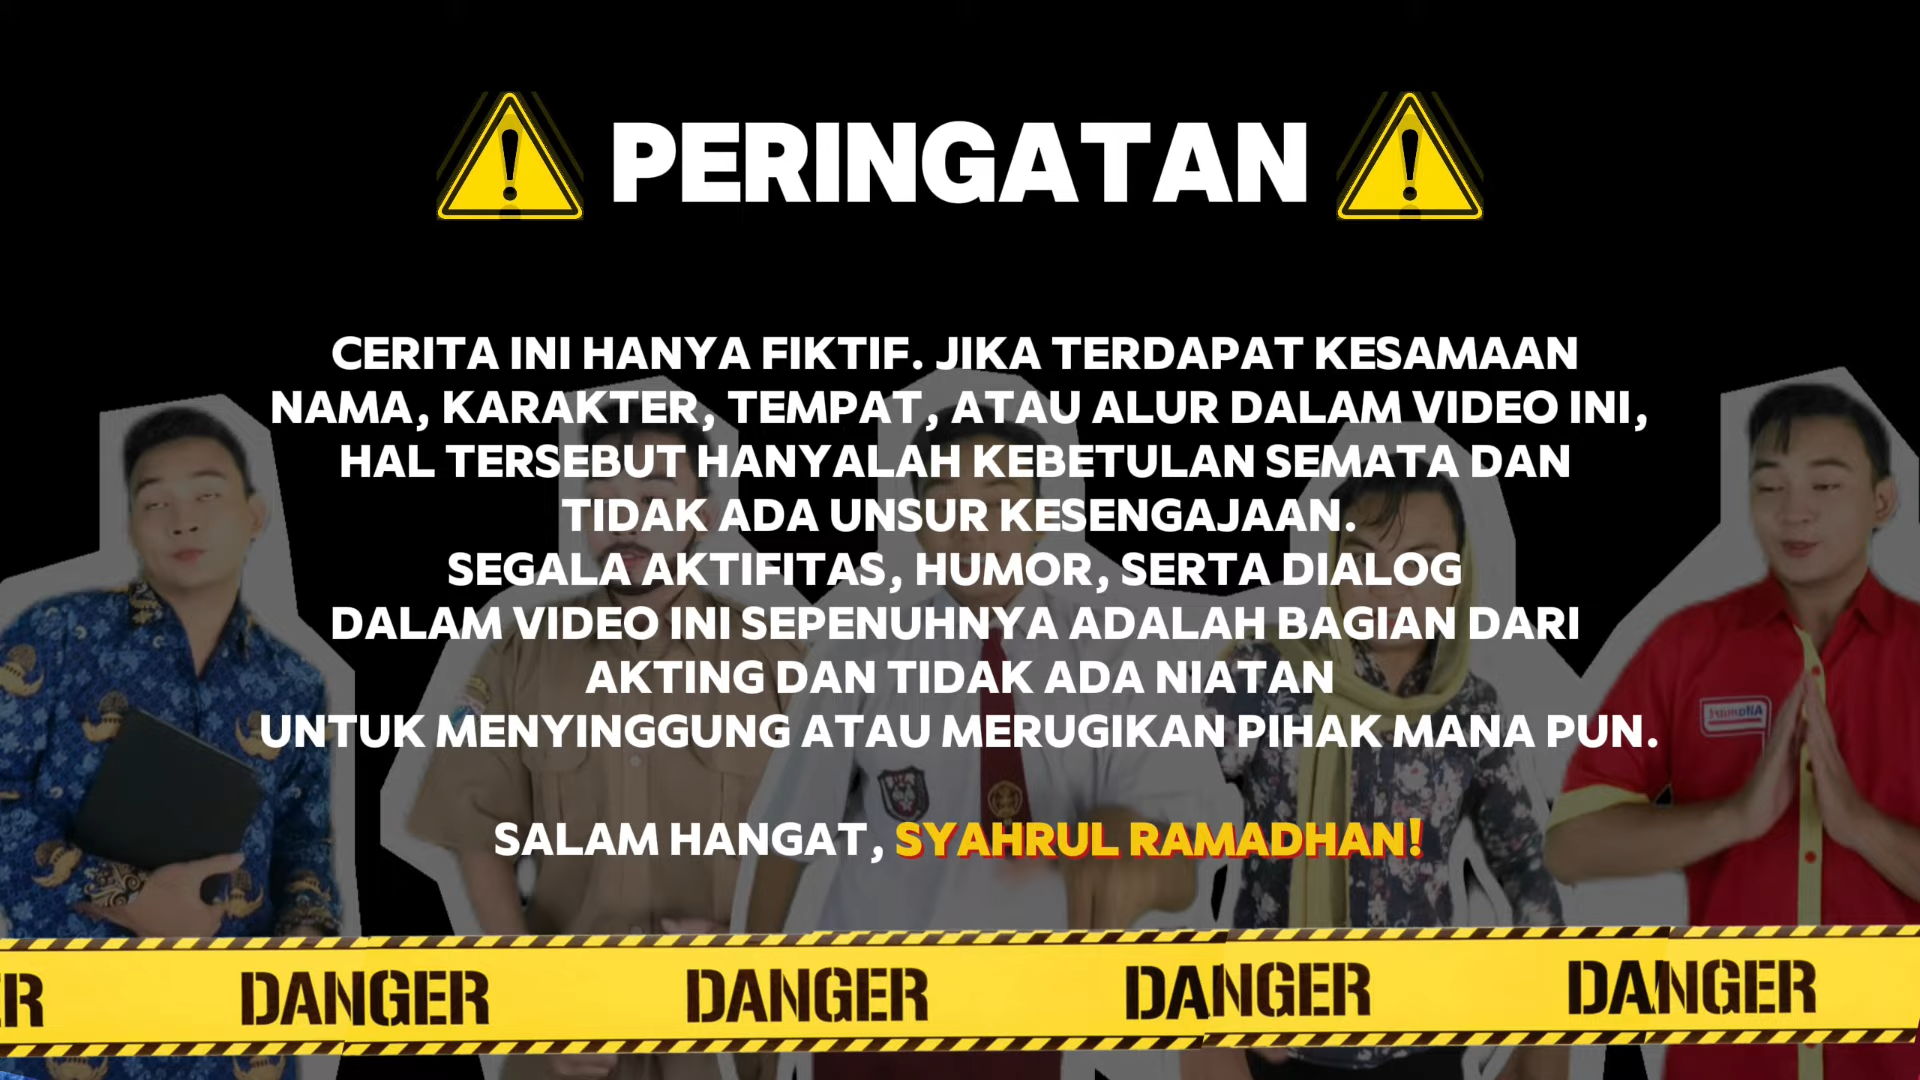 PERINGATAN
CERITA INI HANYA FIKTIF. JIKA TERDAPAT KESAMAAN
NAMA, KARAKTER, TEMPAT, ATAU ALUR DALAM VIDEO INI,
HAL TERSEBUT HANYALAH KEBETULAN SEMATA DAN
TIDAK ADA UNSUR KESENGAJAAN.
SEGALA AKTIFITAS, HUMOR, SERTA DIALOG
DALAM VIDEO INI SEPENUHNYA ADALAH BAGIAN DARI
AKTING DAN TIDAK ADA NIATAN
UNTUK MENYINGGUNG ATAU MERUGIKAN PIHAK MANA PUN.
Alfamart
SALAM HANGAT, SYAHRUL RAMADHAN!
ER DANGER DANGER DANGER DANGER